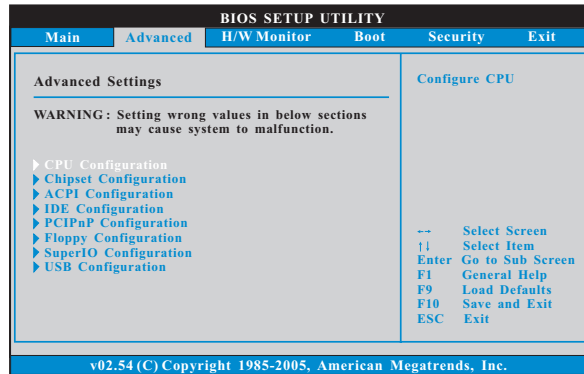 BIOS SETUP UTILITY
Main Advanced H/W Monitor Boot Security Exit
Advanced Settings
WARNING : Setting wrong values in below sections
may cause system to malfunction.
CPU Configuration
Chipset Configuration
ACPI Configuration
IDE Configuration
PCIPnP Configuration
Floppy Configuration
SuperIO Configuration
USB Configuration
Configure CPU
←→ Select Screen
↑↓ Select Item
Enter Go to Sub Screen
F1 General Help
F9 Load Defaults
F10 Save and Exit
ESC Exit
v02.54 (C) Copyright 1985-2005, American Megatrends, Inc.